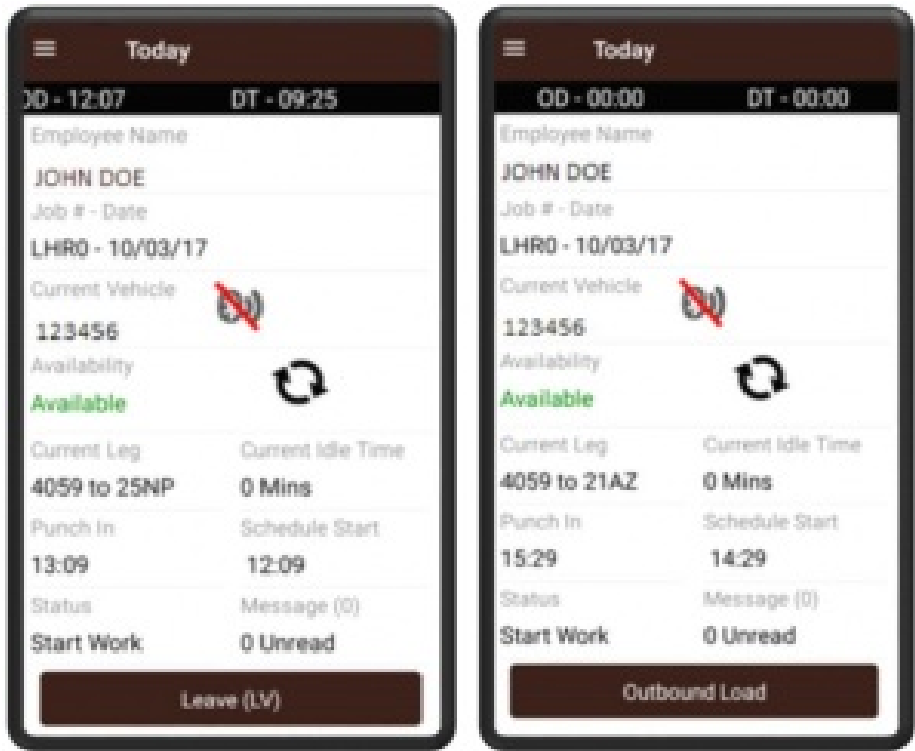 Today
OD - 12:07 DT - 09:25
Employee Name
JOHN DOE
Job # - Date
LHR0 - 10/03/17
Current Vehicle
123456
Availability
Available
Current Leg Current Idle Time
4059 to 25NP 0 Mins
Punch In Schedule Start
13:09 12:09
Status Message (0)
Start Work 0 Unread
Leave (LV)
Today
OD - 00:00 DT - 00:00
Employee Name
JOHN DOE
Job # - Date
LHR0 - 10/03/17
Current Vehicle
123456
Availability
Available
Current Leg Current Idle Time
4059 to 21AZ 0 Mins
Punch In Schedule Start
15:29 14:29
Status Message (0)
Start Work 0 Unread
Outbound Load